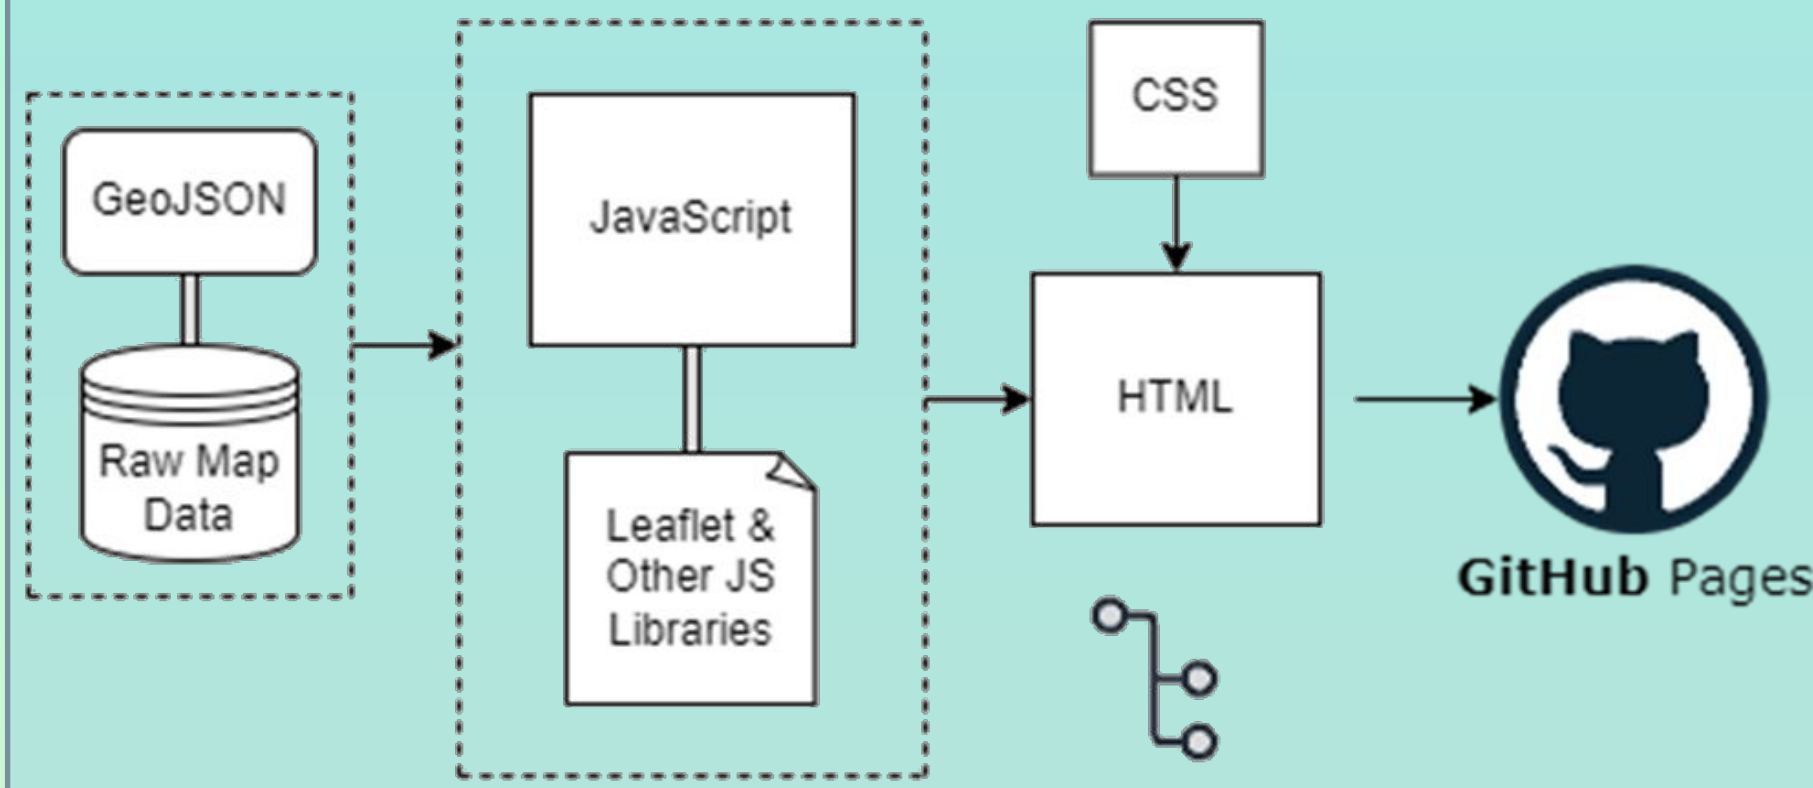 GeoJSON
Raw Map
Data
JavaScript
Leaflet &
Other JS
Libraries
CSS
HTML
GitHub Pages